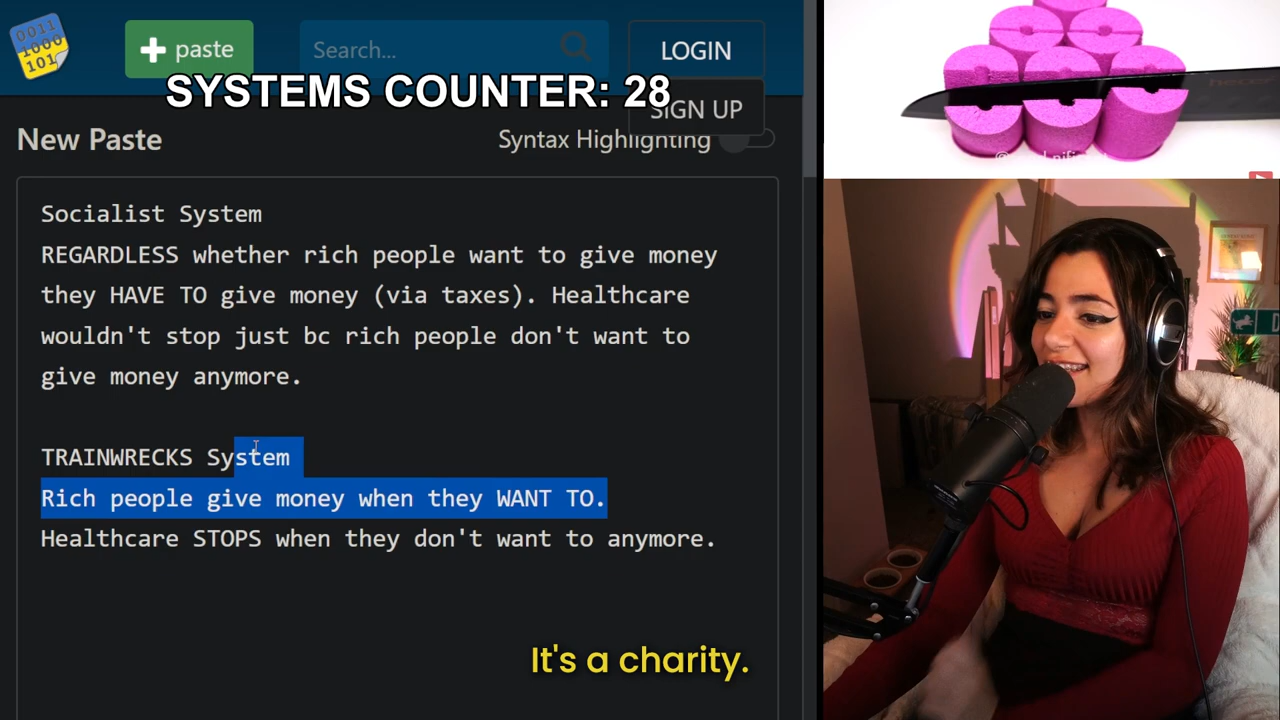 0011
1000
101
+ paste
Search...
LOGIN
SYSTEMS COUNTER: 28
SIGN UP
New Paste
Syntax Highlighting
Socialist System
REGARDLESS whether rich people want to give money
they HAVE TO give money (via taxes). Healthcare
wouldn't stop just bc rich people don't want to
give money anymore.
TRAINWRECKS System
Rich people give money when they WANT TO.
Healthcare STOPS when they don't want to anymore.
It's a charity.